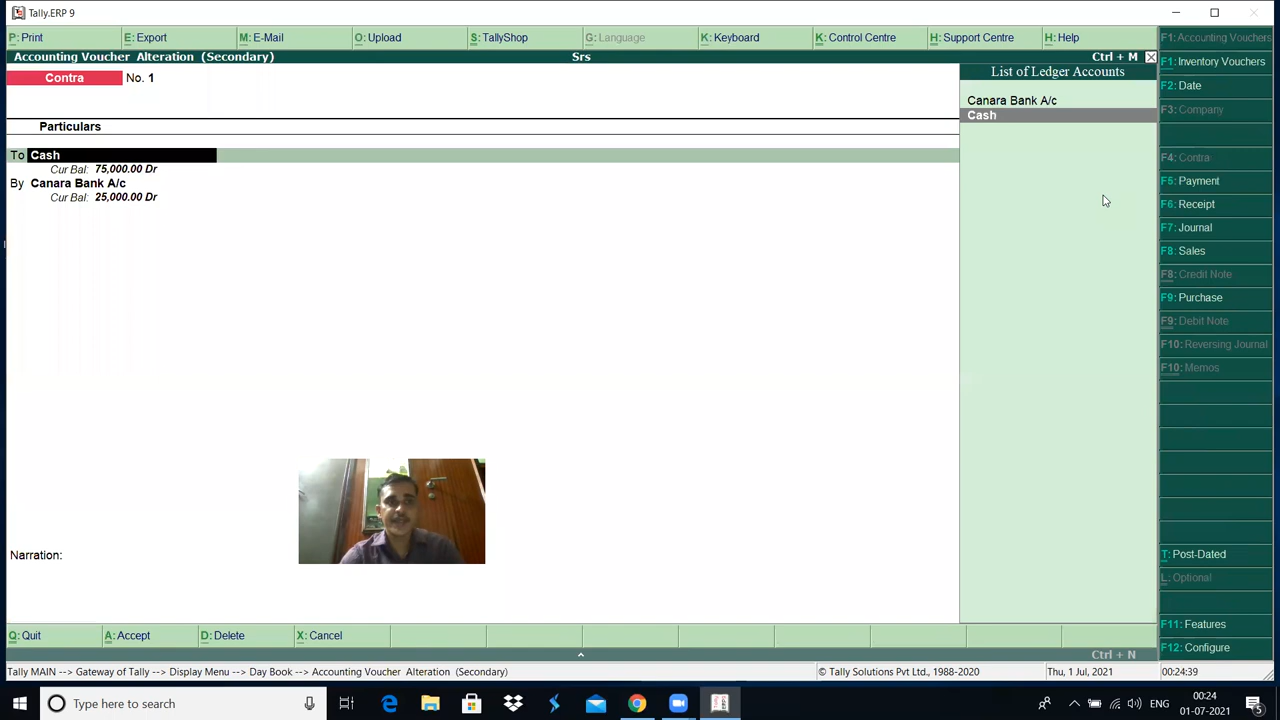 Tally.ERP 9
P: Print
E: Export
M: E-Mail
O: Upload
S: TallyShop
G: Language
K: Keyboard
K: Control Centre
H: Support Centre
H: Help
F1: Accounting Vouchers
Accounting Voucher Alteration (Secondary)
Srs
Ctrl + M
F1: Inventory Vouchers
List of Ledger Accounts
Contra
No. 1
F2: Date
Canara Bank A/c
F3: Company
Cash
Particulars
To Cash
F4: Contra
Cur Bal: 75,000.00 Dr
By Canara Bank A/c
F5: Payment
Cur Bal: 25,000.00 Dr
F6: Receipt
F7: Journal
F8: Sales
F8: Credit Note
F9: Purchase
F9: Debit Note
F10: Reversing Journal
F10: Memos
Narration:
T: Post-Dated
L: Optional
F11: Features
Q: Quit
A: Accept
D: Delete
X: Cancel
F12: Configure
Ctrl + N
Tally MAIN --> Gateway of Tally --> Display Menu --> Day Book --> Accounting Voucher Alteration (Secondary)
© Tally Solutions Pvt Ltd., 1988-2020
Thu, 1 Jul, 2021
00:24:39
Type here to search
ENG
00:24
01-07-2021
5